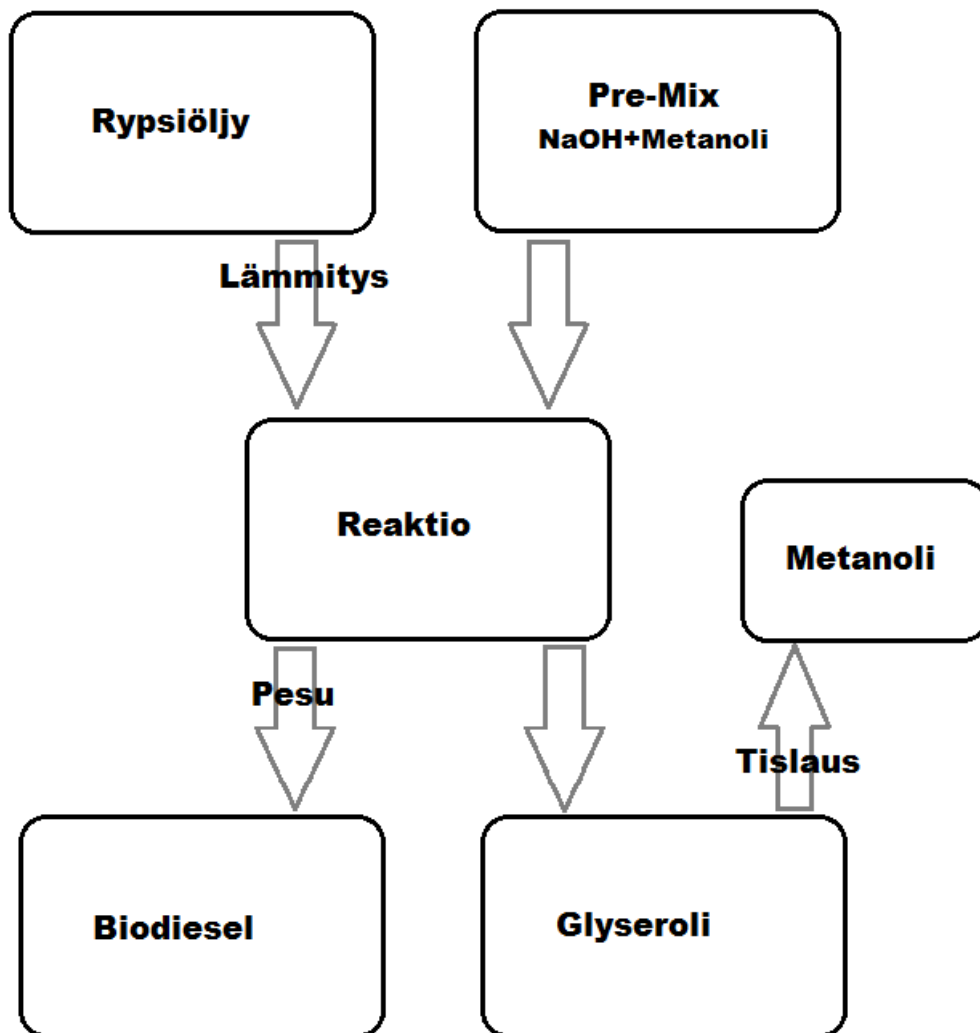 Rypsiöljy
Pre-Mix
NaOH+Metanoli
Lämmitys
Reaktio
Metanoli
Pesu
Tislaus
Biodiesel
Glyseroli